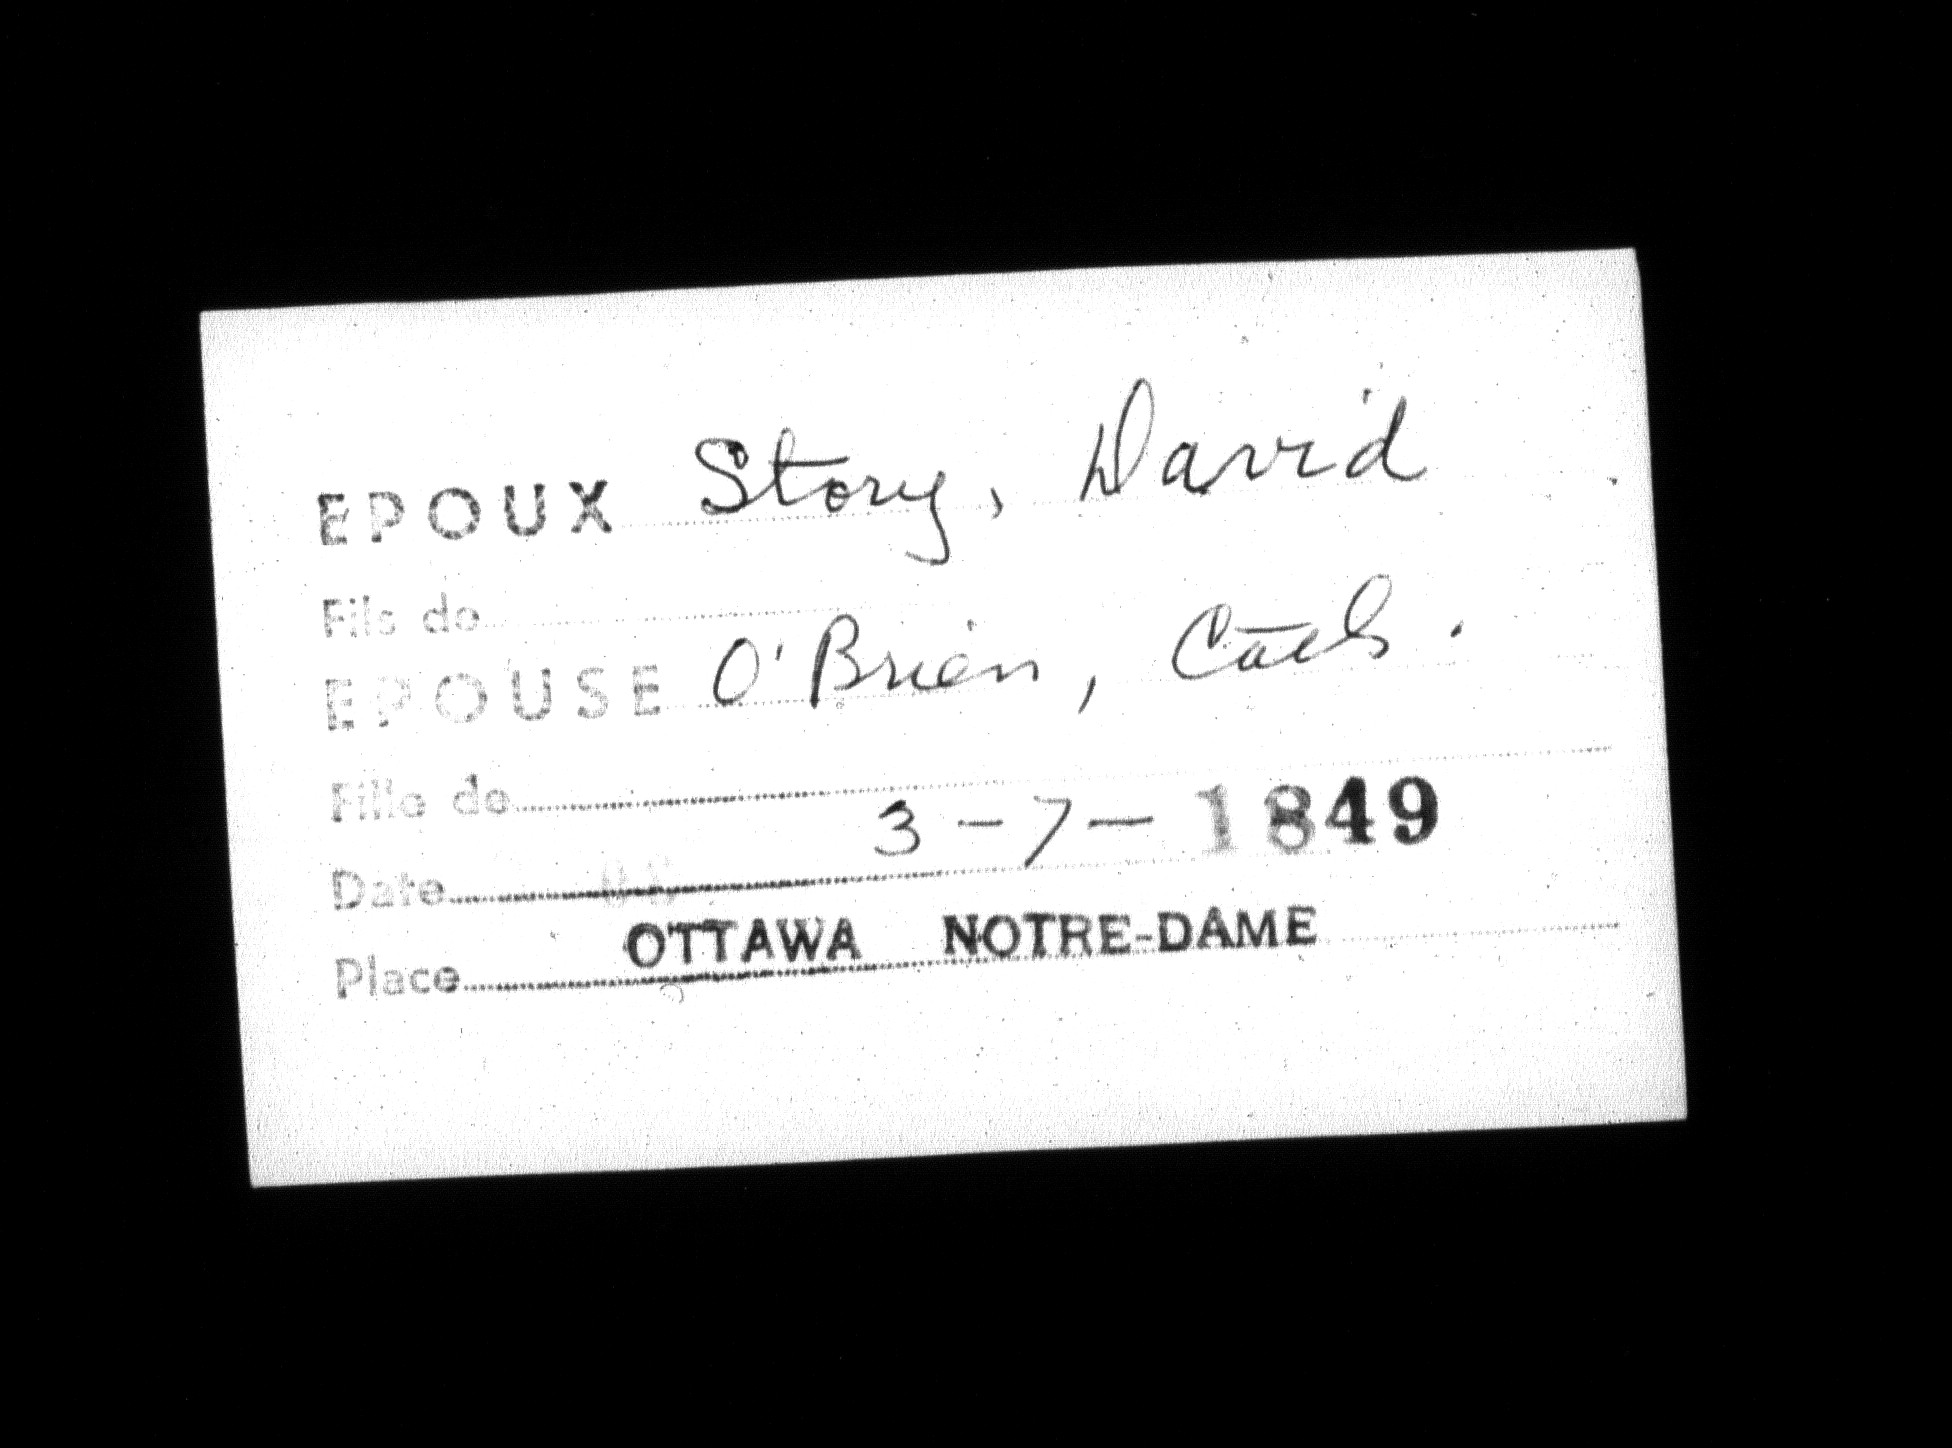 EPOUX Story, David
Fils de
EPOUSE O'Brien, Cath.
Fille de
Date 3-7-1849
Place OTTAWA NOTRE-DAME